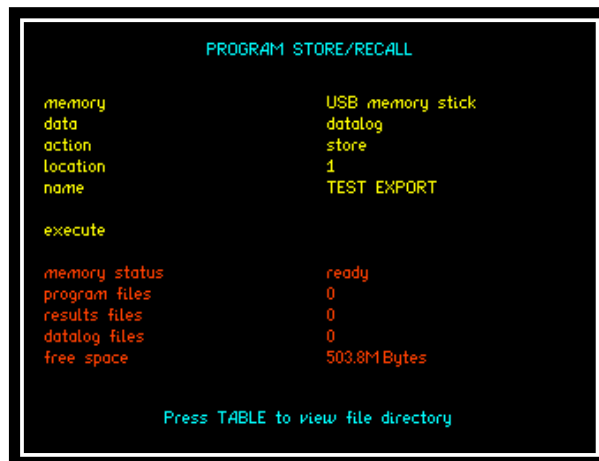 PROGRAM STORE/RECALL
memory USB memory stick
data datalog
action store
location 1
name TEST EXPORT
execute
memory status ready
program files 0
results files 0
datalog files 0
free space 503.8M Bytes
Press TABLE to view file directory